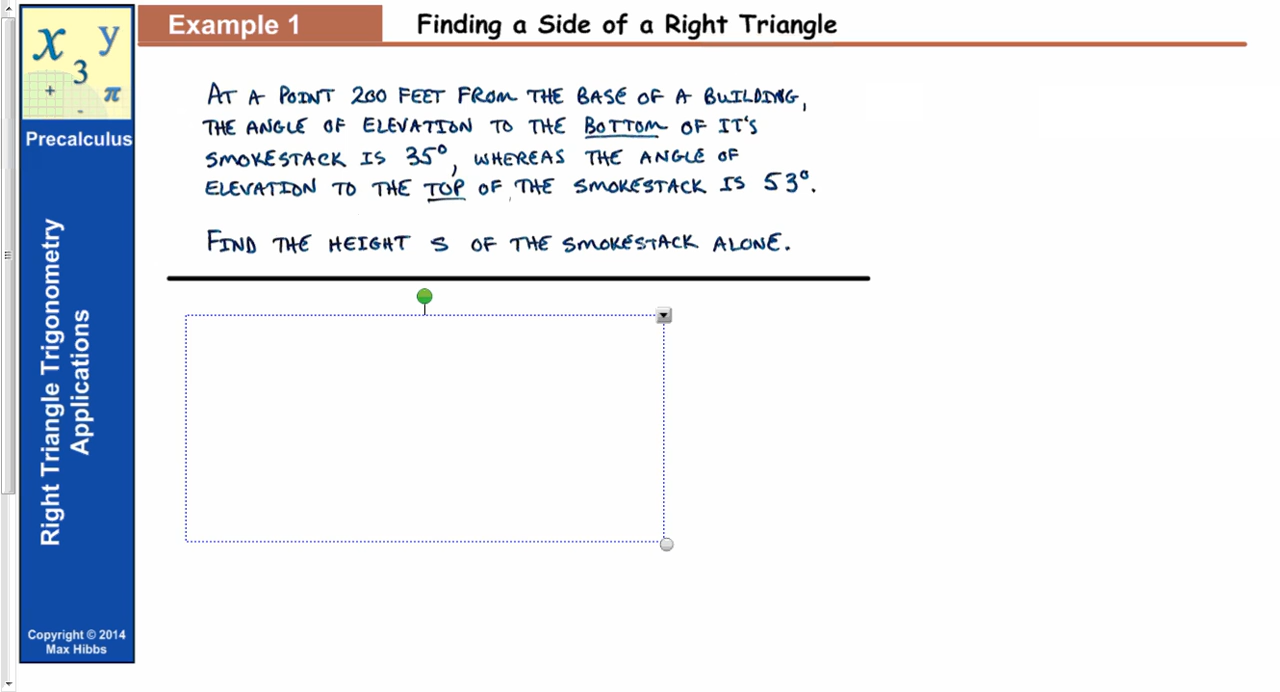 Example 1
Finding a Side of a Right Triangle
x y
3
+ π
-
Precalculus
Right Triangle Trigonometry
Applications
Copyright © 2014
Max Hibbs
AT A POINT 200 FEET FROM THE BASE OF A BUILDING,
THE ANGLE OF ELEVATION TO THE BOTTOM OF IT'S
SMOKESTACK IS 35°, WHEREAS THE ANGLE OF
ELEVATION TO THE TOP OF THE SMOKESTACK IS 53°.
FIND THE HEIGHT S OF THE SMOKESTACK ALONE.